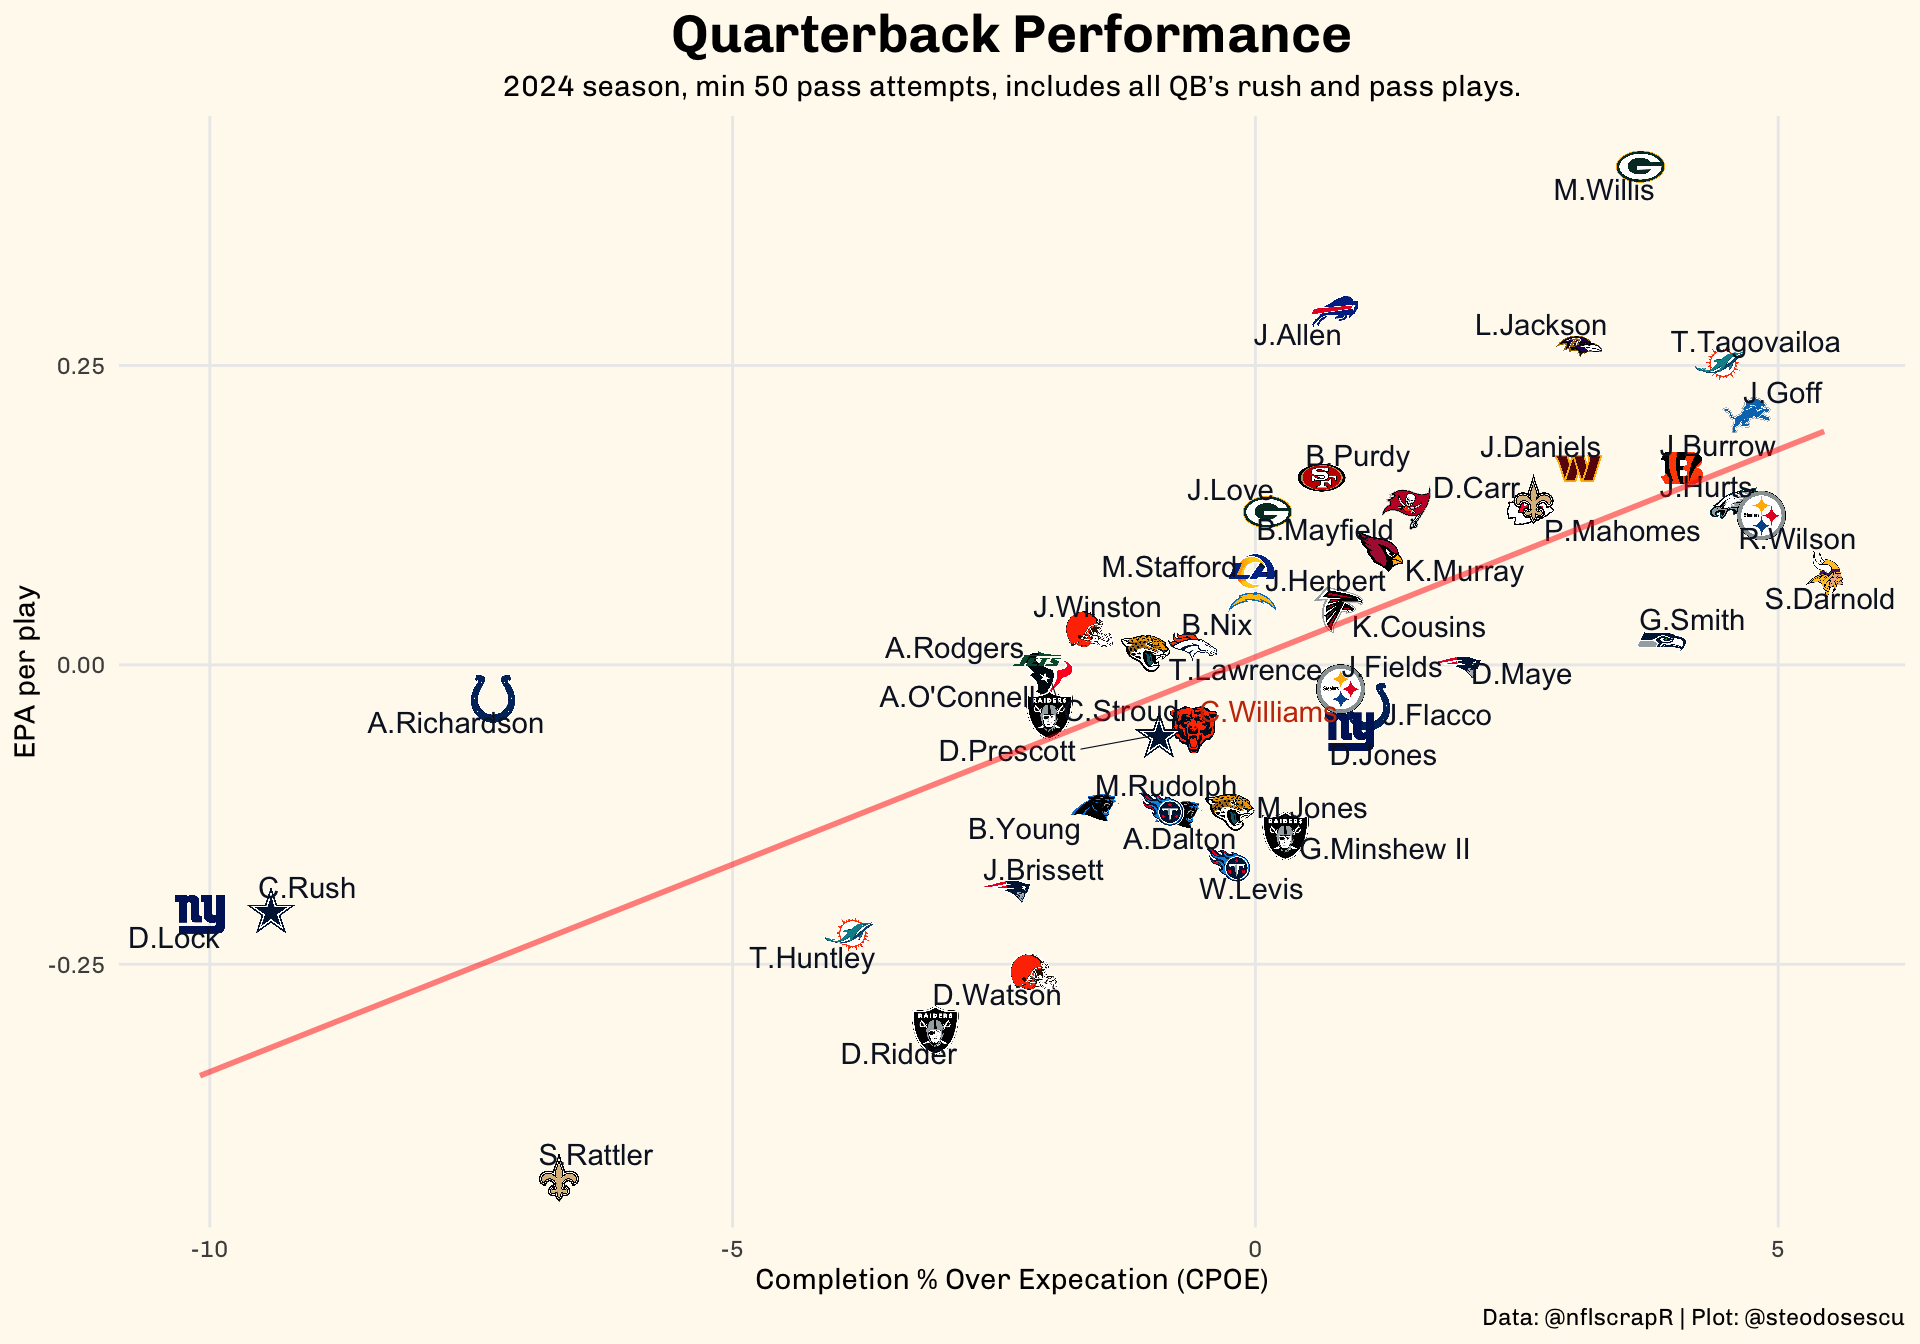 Quarterback Performance
2024 season, min 50 pass attempts, includes all QB's rush and pass plays.
M.Willis
J.Allen
L.Jackson
T.Tagovailoa
0.25
J.Goff
J.Daniels
J.Burrow
B.Purdy
J.Love
D.Carr
J.Hurts
B.Mayfield
P.Mahomes
R.Wilson
M.Stafford
J.Herbert
K.Murray
S.Darnold
J.Winston
G.Smith
B.Nix
K.Cousins
A.Rodgers
0.00
T.Lawrence
J.Fields
D.Maye
A.O'Connell
C.Stroud
C.Williams
J.Flacco
A.Richardson
D.Prescott
D.Jones
M.Rudolph
M.Jones
B.Young
A.Dalton
G.Minshew II
J.Brissett
W.Levis
C.Rush
D.Lock
T.Huntley
-0.25
D.Watson
D.Ridder
S.Rattler
EPA per play
-10
-5
0
5
Completion % Over Expecation (CPOE)
Data: @nflscrapR | Plot: @steodosescu